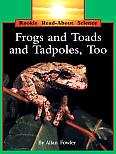 Rookie Read-About Science
Frogs and Toads
and Tadpoles, Too
By Allan Fowler